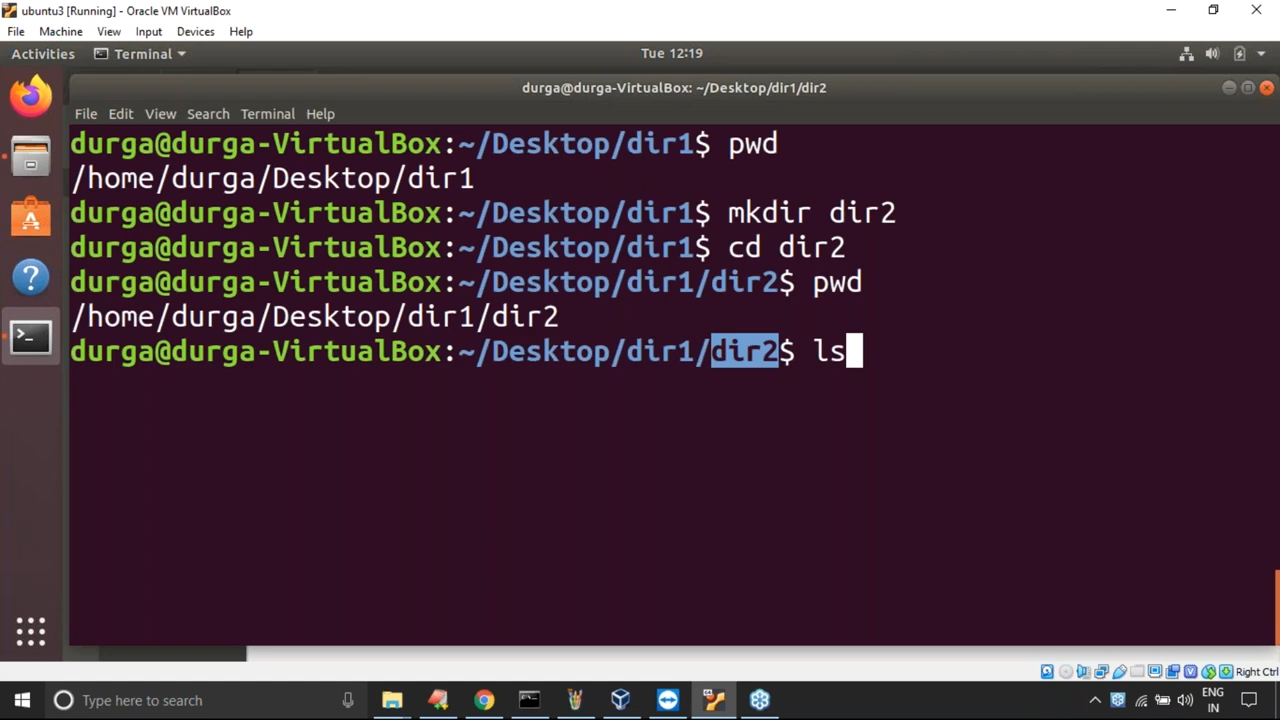 ubuntu3 [Running] - Oracle VM VirtualBox
File Machine View Input Devices Help
Activities Terminal Tue 12:19
durga@durga-VirtualBox: ~/Desktop/dir1/dir2
File Edit View Search Terminal Help
durga@durga-VirtualBox:~/Desktop/dir1$ pwd
/home/durga/Desktop/dir1
durga@durga-VirtualBox:~/Desktop/dir1$ mkdir dir2
durga@durga-VirtualBox:~/Desktop/dir1$ cd dir2
durga@durga-VirtualBox:~/Desktop/dir1/dir2$ pwd
/home/durga/Desktop/dir1/dir2
durga@durga-VirtualBox:~/Desktop/dir1/dir2$ ls
Right Ctrl
Type here to search
ENG
IN